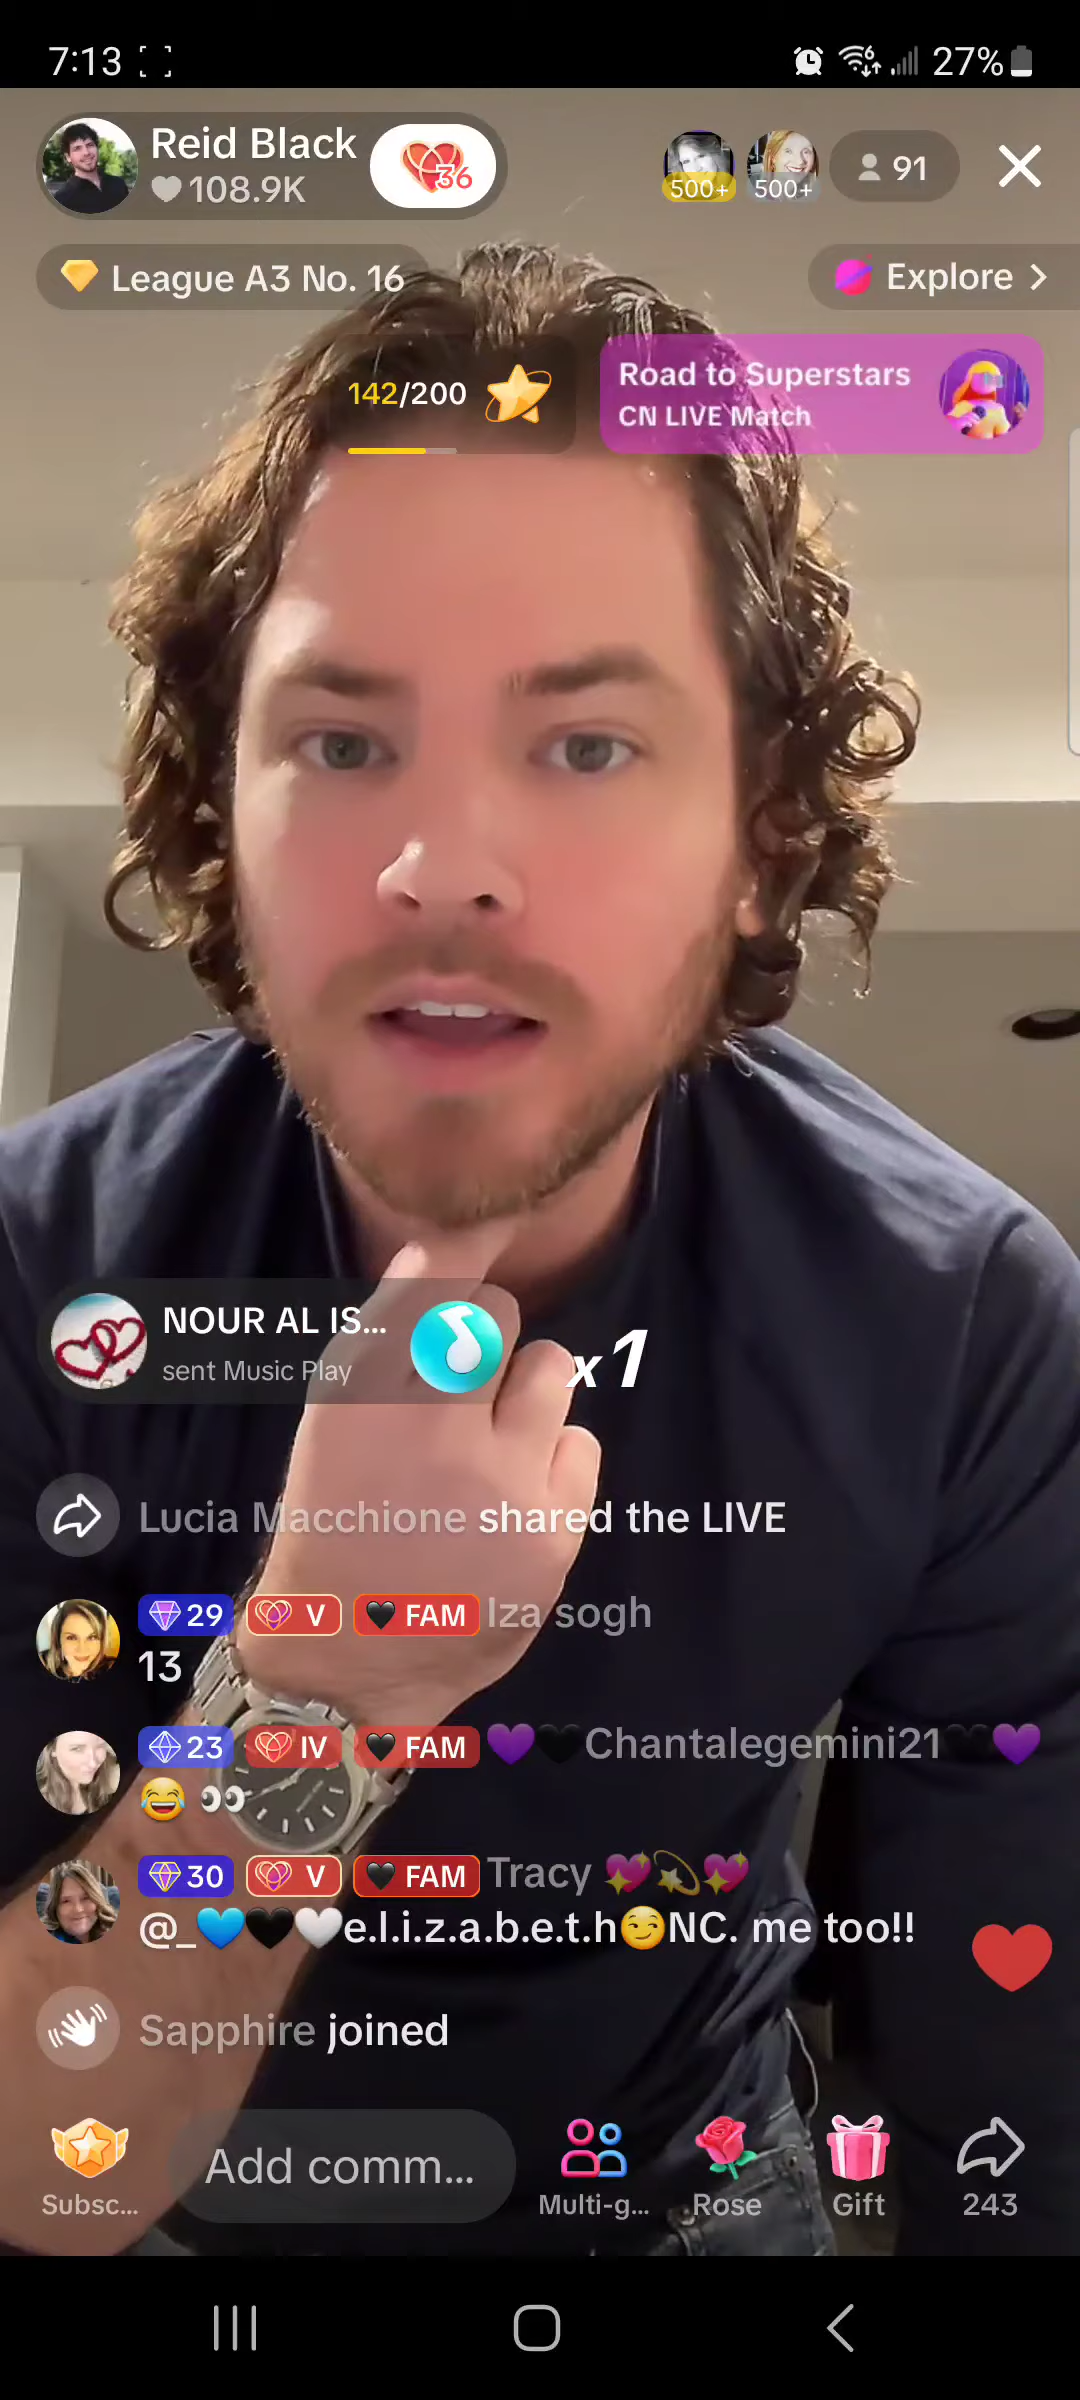 7:13
27%
Reid Black
108.9K
36
500+
500+
91
League A3 No. 16
Explore >
142/200
Road to Superstars
CN LIVE Match
NOUR AL IS...
sent Music Play
x1
Lucia Macchione shared the LIVE
29 V 🖤 FAM Iza sogh
13
23 IV 🖤 FAM 💜🖤Chantalegemini21🖤💜
😂 👀
30 V 🖤 FAM Tracy 💖💫💖
@_💙🖤🤍e.l.i.z.a.b.e.t.h😏NC. me too!!
Sapphire joined
Subsc...
Add comm...
Multi-g...
Rose
Gift
243